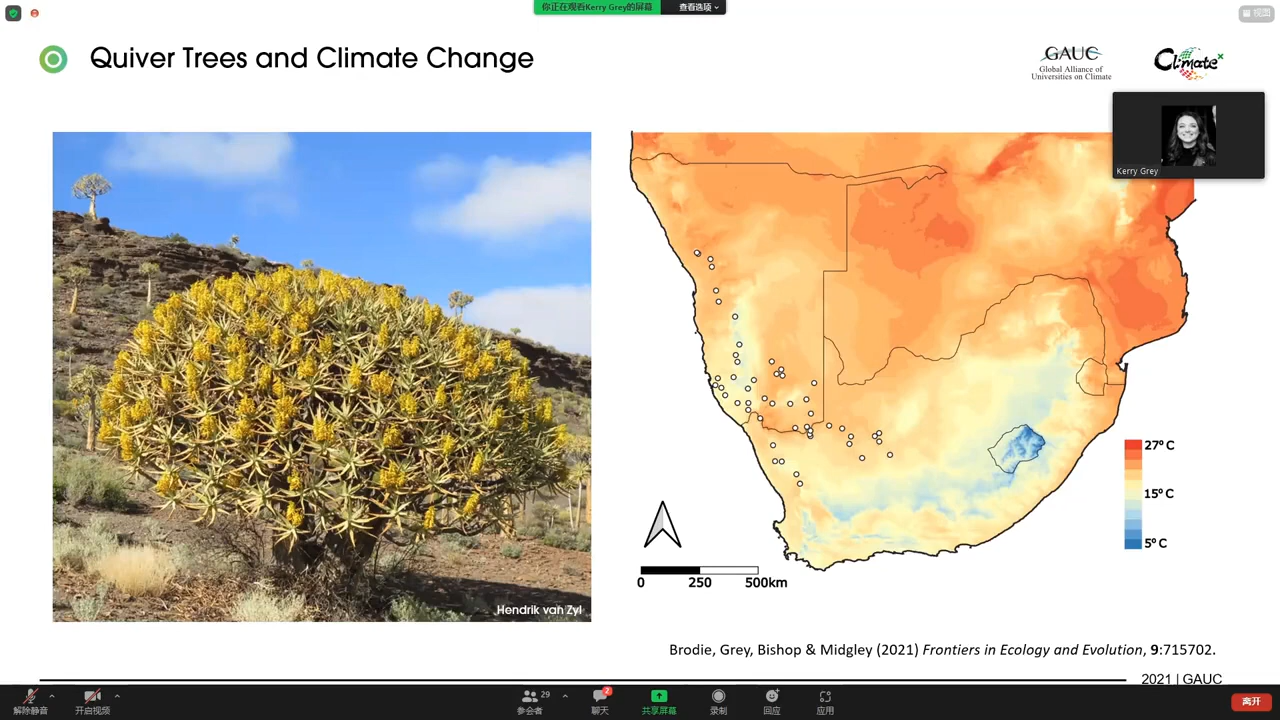 你正在观看Kerry Grey的屏幕
查看选项
视图
Quiver Trees and Climate Change
GAUC
Global Alliance of
Universities on Climate
Climate x
Kerry Grey
27° C
15° C
5° C
0 250 500km
Hendrik van Zyl
Brodie, Grey, Bishop & Midgley (2021) Frontiers in Ecology and Evolution, 9:715702.
2021 | GAUC
29
2
解除静音
开启视频
参会者
聊天
共享屏幕
录制
回应
应用
离开